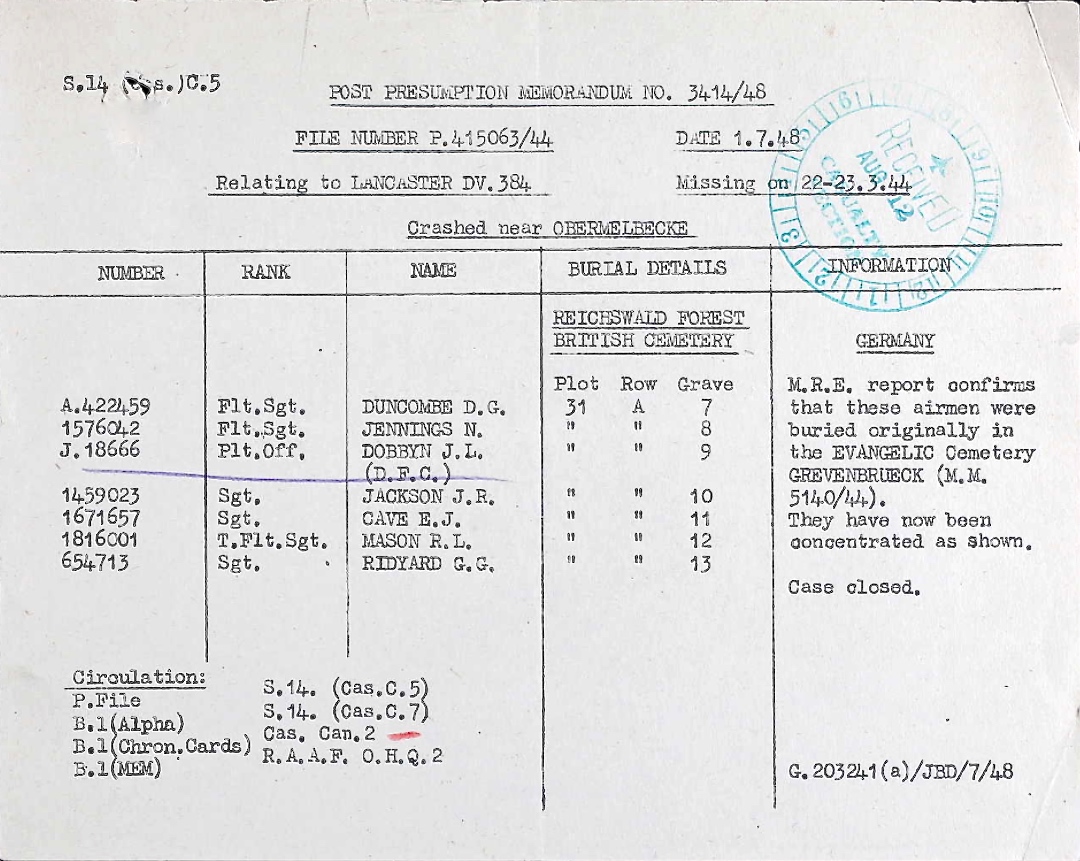 S.14 (Cas.)C.5
POST PRESUMPTION MEMORANDUM NO. 3414/48
FILE NUMBER P.415063/44 DATE 1.7.48
Relating to LANCASTER DV.384 Missing on 22-23.3.44
RECEIVED
AUG 12
CASUALTY
SECTION
Crashed near OBERMELBECKE
NUMBER RANK NAME BURIAL DETAILS INFORMATION
REICHSWALD FOREST
BRITISH CEMETERY GERMANY
Plot Row Grave M.R.E. report confirms
A.422459 Flt.Sgt. DUNCOMBE D.G. 31 A 7 that these airmen were
1576042 Flt.Sgt. JENNINGS N. " " 8 buried originally in
J.18666 Plt.Off. DOBBYN J.L. " " 9 the EVANGELIC Cemetery
(D.F.C.) GREVENBRUECK (M.M.
1459023 Sgt. JACKSON J.R. " " 10 5140/44).
1671657 Sgt. CAVE E.J. " " 11 They have now been
1816001 T.Flt.Sgt. MASON R.L. " " 12 concentrated as shown.
654713 Sgt. RIDYARD G.G. " " 13
Case closed.
Circulation:
P.File S.14. (Cas.C.5)
B.1(Alpha) S.14. (Cas.C.7)
B.1(Chron.Cards) Cas. Can.2
B.1(MEM) R.A.A.F. O.H.Q.2
G.203241(a)/JBD/7/48